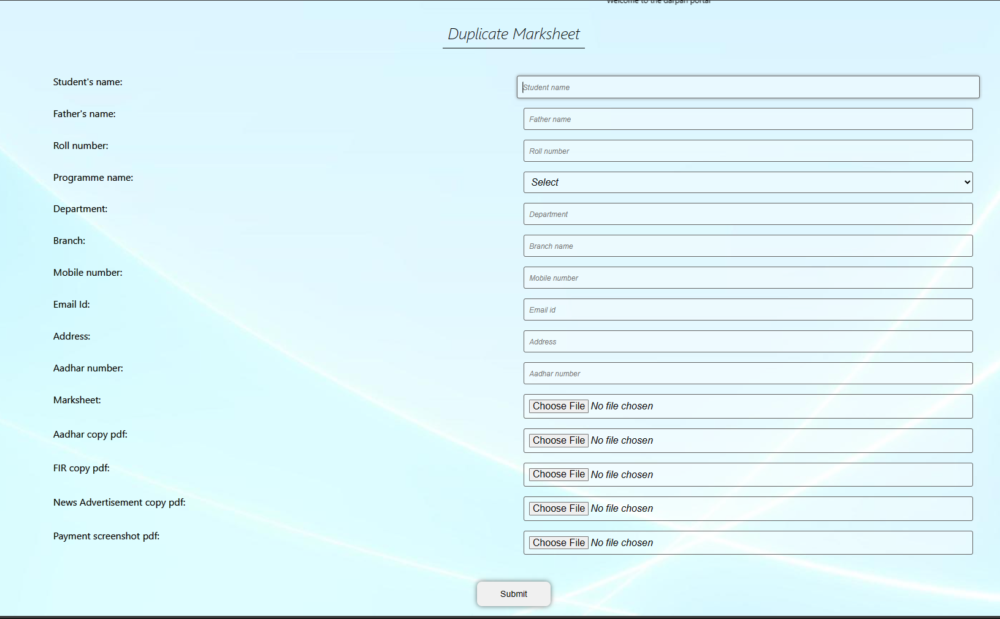 Welcome to the darpan portal
Duplicate Marksheet
Student's name:
Student name
Father's name:
Father name
Roll number:
Roll number
Programme name:
Select
Department:
Department
Branch:
Branch name
Mobile number:
Mobile number
Email Id:
Email id
Address:
Address
Aadhar number:
Aadhar number
Marksheet:
Choose File No file chosen
Aadhar copy pdf:
Choose File No file chosen
FIR copy pdf:
Choose File No file chosen
News Advertisement copy pdf:
Choose File No file chosen
Payment screenshot pdf:
Choose File No file chosen
Submit